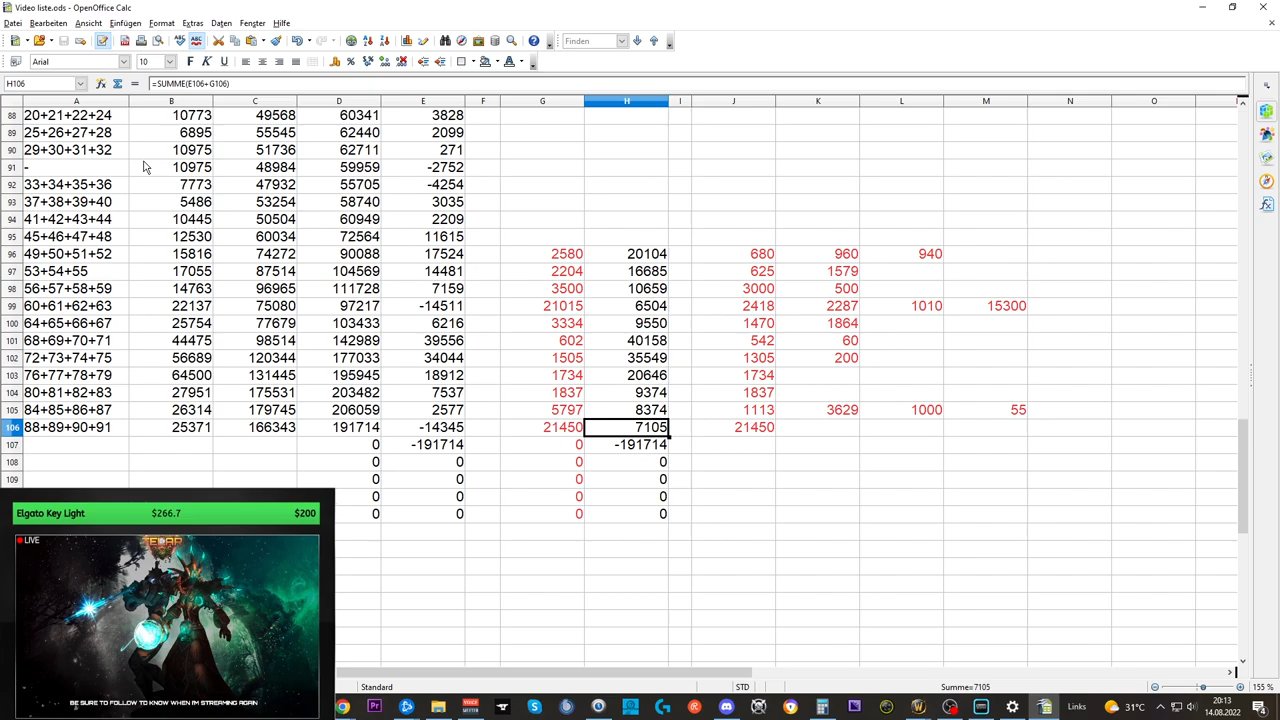 Video liste.ods - OpenOffice Calc
Datei Bearbeiten Ansicht Einfügen Format Extras Daten Fenster Hilfe
Finden
Arial 10
H106 =SUMME(E106+G106)
A B C D E F G H I J K L M N O
88 20+21+22+24 10773 49568 60341 3828
89 25+26+27+28 6895 55545 62440 2099
90 29+30+31+32 10975 51736 62711 271
91 - 10975 48984 59959 -2752
92 33+34+35+36 7773 47932 55705 -4254
93 37+38+39+40 5486 53254 58740 3035
94 41+42+43+44 10445 50504 60949 2209
95 45+46+47+48 12530 60034 72564 11615
96 49+50+51+52 15816 74272 90088 17524 2580 20104 680 960 940
97 53+54+55 17055 87514 104569 14481 2204 16685 625 1579
98 56+57+58+59 14763 96965 111728 7159 3500 10659 3000 500
99 60+61+62+63 22137 75080 97217 -14511 21015 6504 2418 2287 1010 15300
100 64+65+66+67 25754 77679 103433 6216 3334 9550 1470 1864
101 68+69+70+71 44475 98514 142989 39556 602 40158 542 60
102 72+73+74+75 56689 120344 177033 34044 1505 35549 1305 200
103 76+77+78+79 64500 131445 195945 18912 1734 20646 1734
104 80+81+82+83 27951 175531 203482 7537 1837 9374 1837
105 84+85+86+87 26314 179745 206059 2577 5797 8374 1113 3629 1000 55
106 88+89+90+91 25371 166343 191714 -14345 21450 7105 21450
107 0 -191714 0 -191714
108 0 0 0 0
109 0 0 0 0
0 0 0 0
0 0 0 0
Elgato Key Light $266.7 $200
LIVE
BE SURE TO FOLLOW TO KNOW WHEN I'M STREAMING AGAIN
Standard STD Summe=7105 155 %
Links 31°C 20:13
14.08.2022